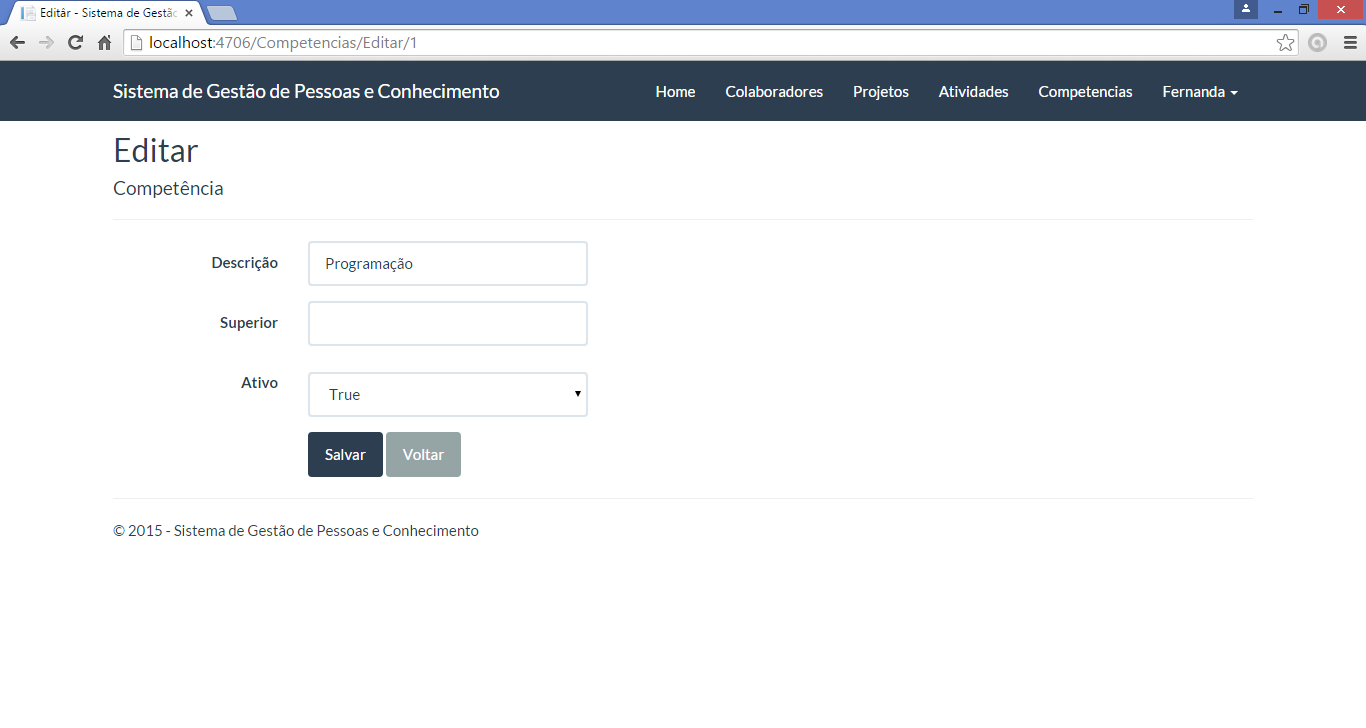 Editar - Sistema de Gestão
localhost:4706/Competencias/Editar/1
Sistema de Gestão de Pessoas e Conhecimento Home Colaboradores Projetos Atividades Competencias Fernanda
Editar
Competência
Descrição Programação
Superior
Ativo True
Salvar Voltar
© 2015 - Sistema de Gestão de Pessoas e Conhecimento